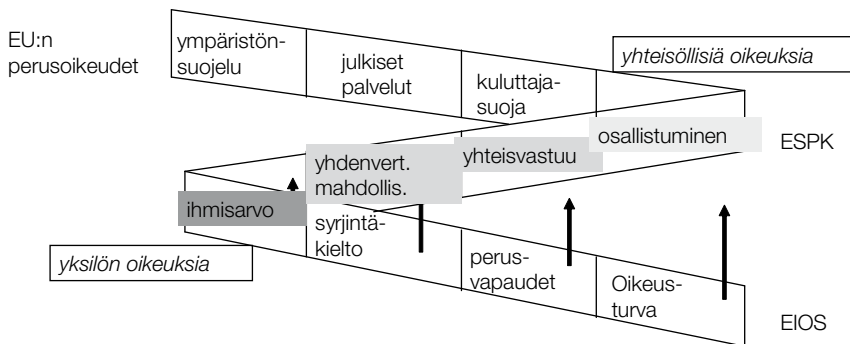 EU:n
perusoikeudet
ympäristön-
suojelu
julkiset
palvelut
kuluttaja-
suoja
yhteisöllisiä oikeuksia
osallistuminen
ESPK
yhteisvastuu
yhdenvert.
mahdollis.
ihmisarvo
syrjintä-
kielto
yksilön oikeuksia
perus-
vapaudet
Oikeus-
turva
EIOS